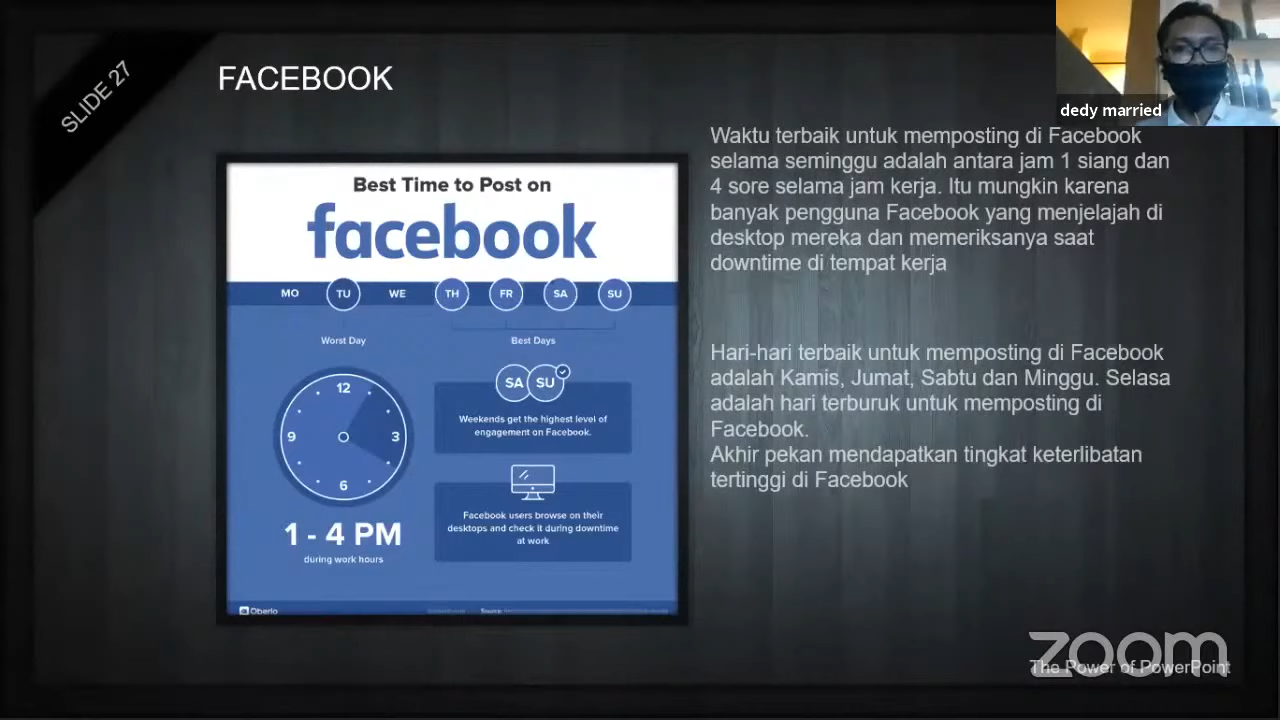 SLIDE 27
FACEBOOK
dedy married
Best Time to Post on
facebook
MO TU WE TH FR SA SU
Worst Day
Best Days
12
3
6
9
1 - 4 PM
during work hours
SA SU
Weekends get the highest level of
engagement on Facebook.
Facebook users browse on their
desktops and check it during downtime
at work
Oberlo
Source:
Waktu terbaik untuk memposting di Facebook
selama seminggu adalah antara jam 1 siang dan
4 sore selama jam kerja. Itu mungkin karena
banyak pengguna Facebook yang menjelajah di
desktop mereka dan memeriksanya saat
downtime di tempat kerja
Hari-hari terbaik untuk memposting di Facebook
adalah Kamis, Jumat, Sabtu dan Minggu. Selasa
adalah hari terburuk untuk memposting di
Facebook.
Akhir pekan mendapatkan tingkat keterlibatan
tertinggi di Facebook
zoom
The Power of PowerPoint